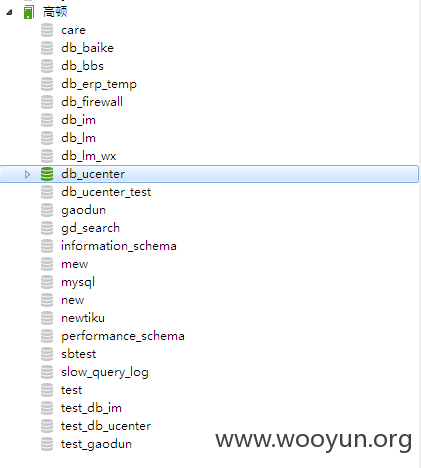 高顿
care
db_baike
db_bbs
db_erp_temp
db_firewall
db_im
db_lm
db_lm_wx
db_ucenter
db_ucenter_test
gaodun
gd_search
information_schema
mew
mysql
new
newtiku
performance_schema
sbtest
slow_query_log
test
test_db_im
test_db_ucenter
test_gaodun
www.wooyun.org